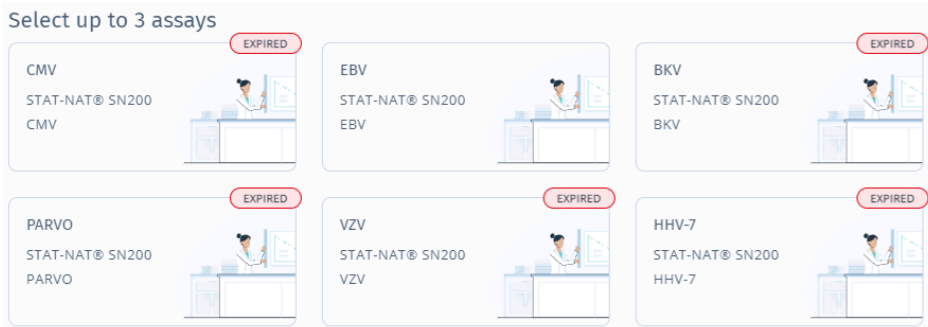 Select up to 3 assays
EXPIRED
CMV
STAT-NAT® SN200
CMV
EBV
STAT-NAT® SN200
EBV
EXPIRED
BKV
STAT-NAT® SN200
BKV
EXPIRED
PARVO
STAT-NAT® SN200
PARVO
EXPIRED
VZV
STAT-NAT® SN200
VZV
EXPIRED
HHV-7
STAT-NAT® SN200
HHV-7